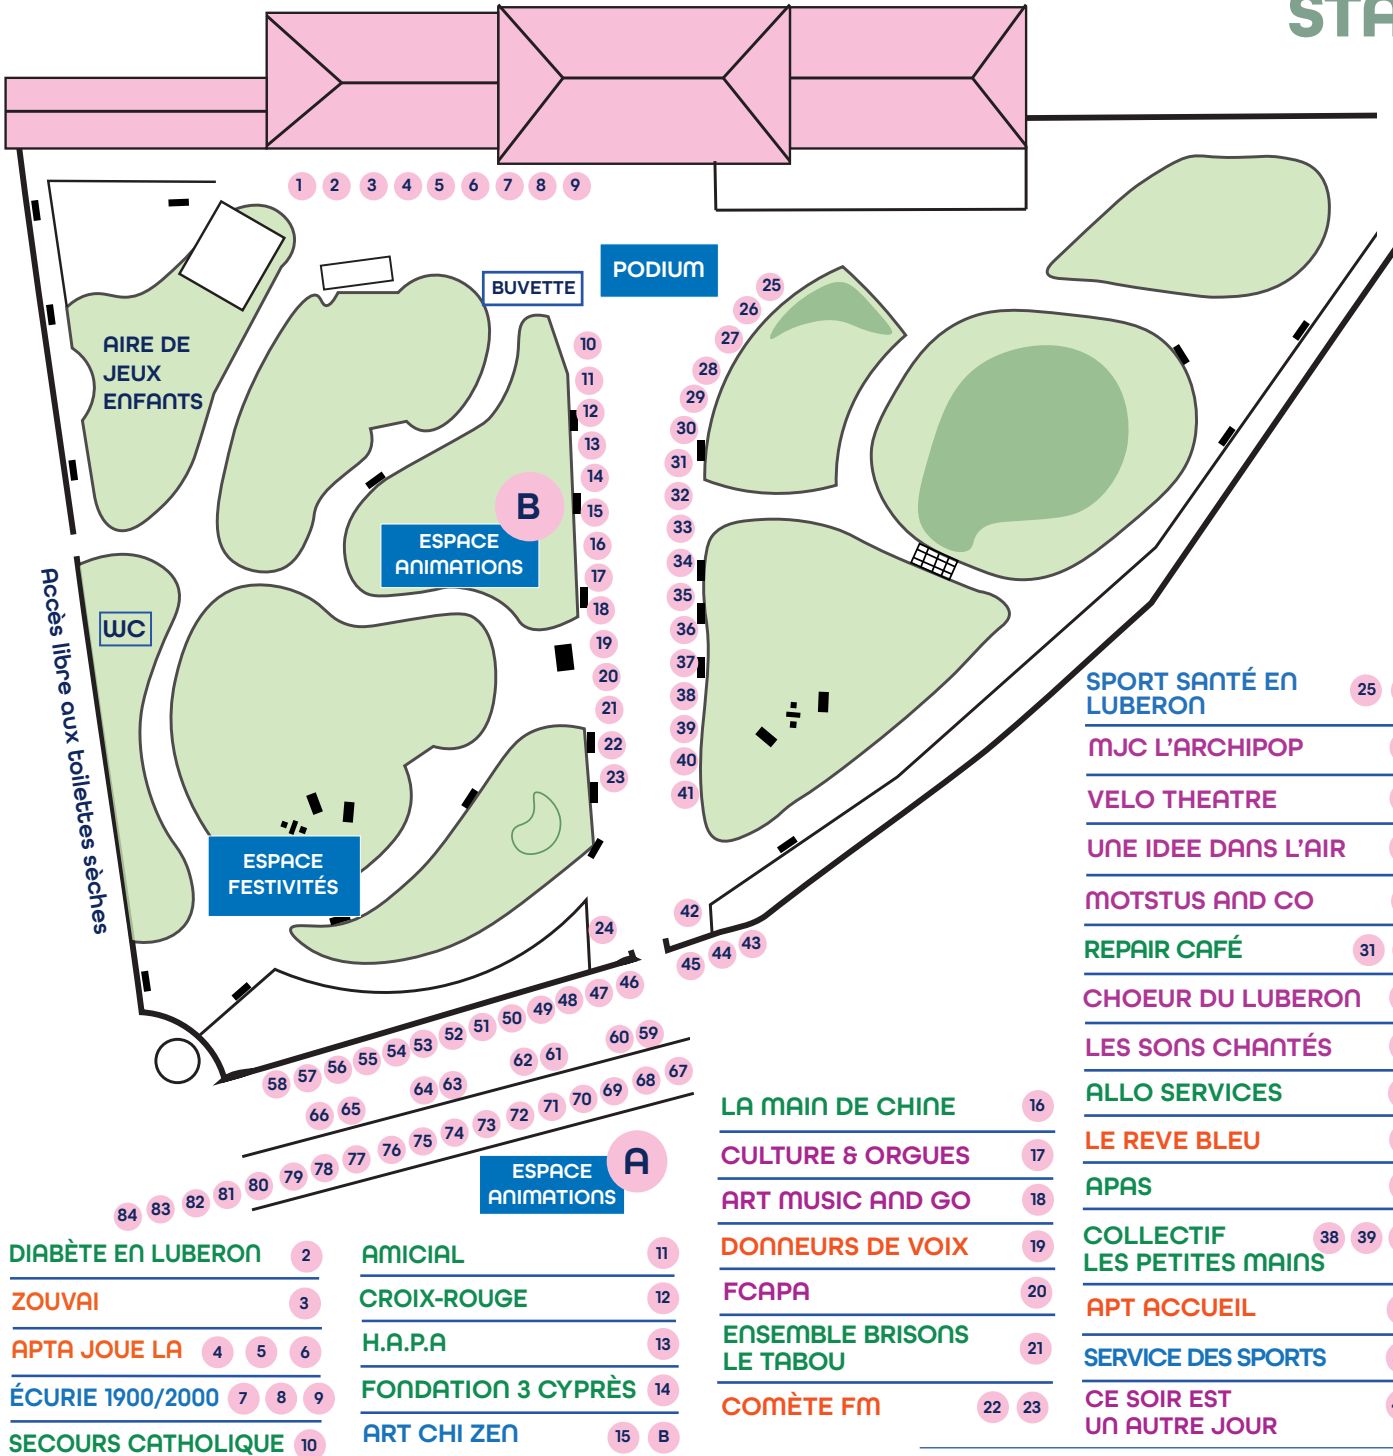 STA
1 2 3 4 5 6 7 8 9
PODIUM
BUVETTE
AIRE DE
JEUX
ENFANTS
10
11
12
13
14
15
16
17
18
19
20
21
22
23
24
25
26
27
28
29
30
31
32
33
34
35
36
37
38
39
40
41
42
43
44
45
B
ESPACE
ANIMATIONS
WC
Accès libre aux toilettes sèches
ESPACE
FESTIVITÉS
58 57 56 55 54 53 52 51 50 49 48 47 46
66 65 64 63 62 61 60 59
84 83 82 81 80 79 78 77 76 75 74 73 72 71 70 69 68 67
ESPACE
ANIMATIONS
A
DIABÈTE EN LUBERON 2
ZOUVAI 3
APTA JOUE LA 4 5 6
ÉCURIE 1900/2000 7 8 9
SECOURS CATHOLIQUE 10
AMICIAL 11
CROIX-ROUGE 12
H.A.P.A 13
FONDATION 3 CYPRÈS 14
ART CHI ZEN 15 B
LA MAIN DE CHINE 16
CULTURE & ORGUES 17
ART MUSIC AND GO 18
DONNEURS DE VOIX 19
FCAPA 20
ENSEMBLE BRISONS
LE TABOU 21
COMÈTE FM 22 23
SPORT SANTÉ EN
LUBERON 25
MJC L'ARCHIPOP
VELO THEATRE
UNE IDEE DANS L'AIR
MOTSTUS AND CO
REPAIR CAFÉ 31
CHOEUR DU LUBERON
LES SONS CHANTÉS
ALLO SERVICES
LE REVE BLEU
APAS
COLLECTIF 38 39
LES PETITES MAINS
APT ACCUEIL
SERVICE DES SPORTS
CE SOIR EST
UN AUTRE JOUR